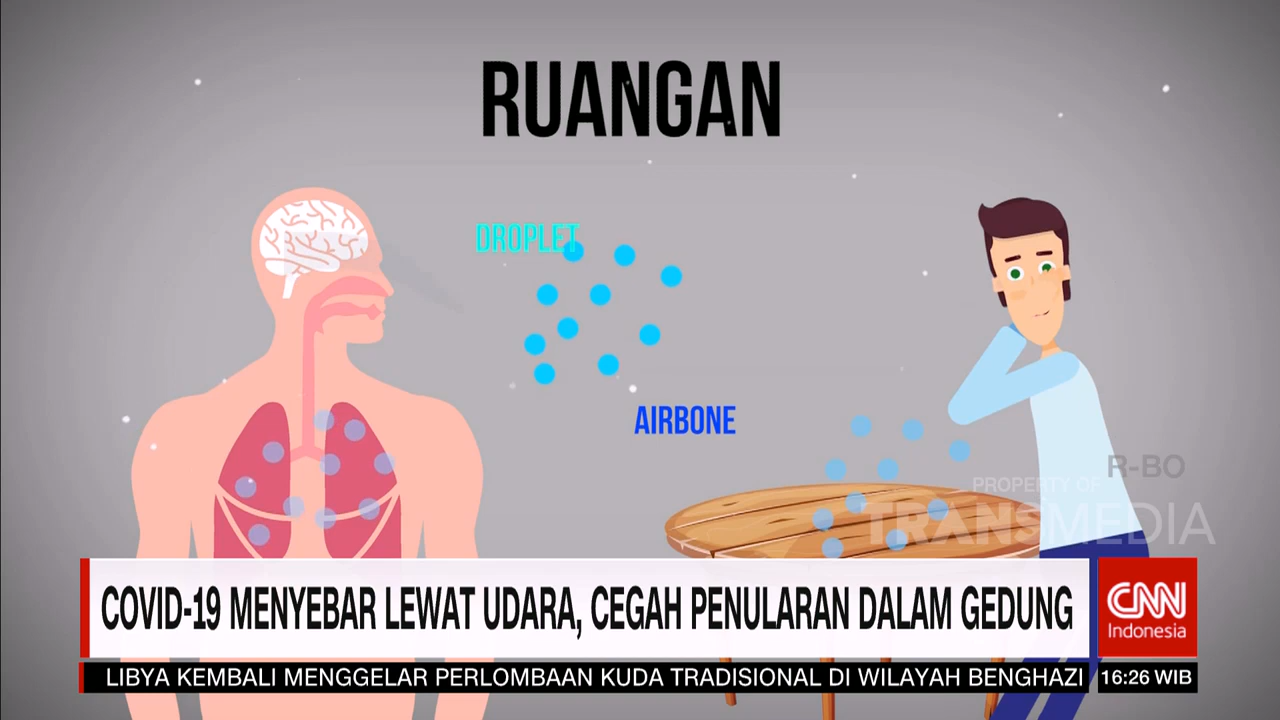 RUANGAN
DROPLET
AIRBONE
R-BO
PROPERTY OF
TRANSMEDIA
COVID-19 MENYEBAR LEWAT UDARA, CEGAH PENULARAN DALAM GEDUNG
CNN
Indonesia
LIBYA KEMBALI MENGGELAR PERLOMBAAN KUDA TRADISIONAL DI WILAYAH BENGHAZI
16:26 WIB